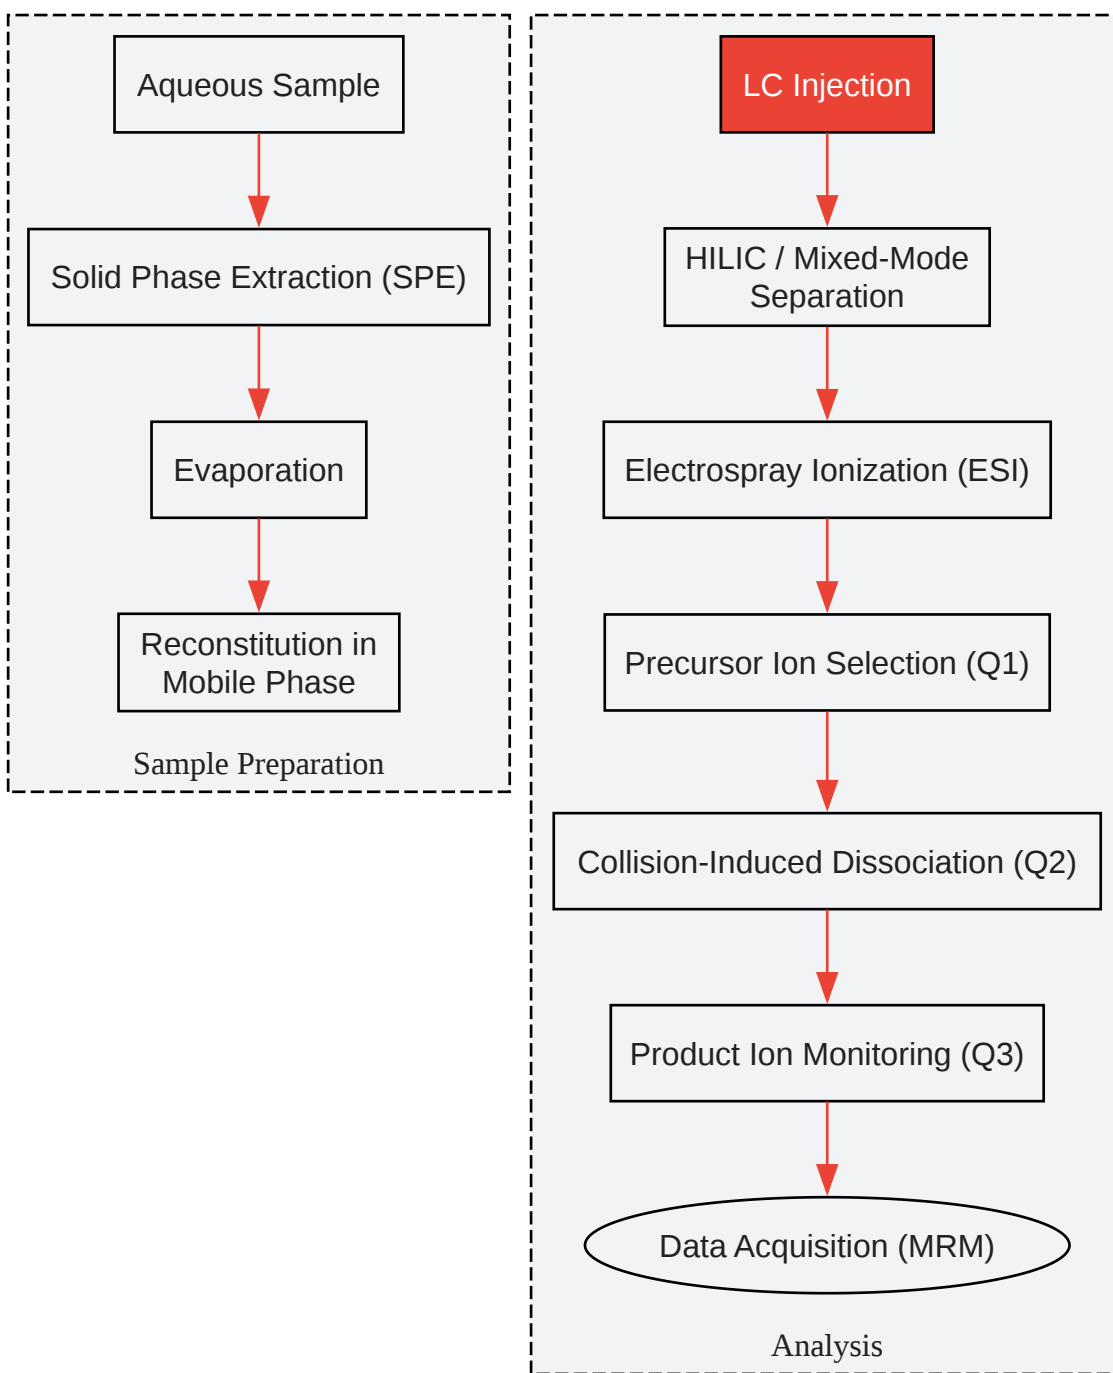 Aqueous Sample
Solid Phase Extraction (SPE)
Evaporation
Reconstitution in
Mobile Phase
Sample Preparation
LC Injection
HILIC / Mixed-Mode
Separation
Electrospray Ionization (ESI)
Precursor Ion Selection (Q1)
Collision-Induced Dissociation (Q2)
Product Ion Monitoring (Q3)
Data Acquisition (MRM)
Analysis